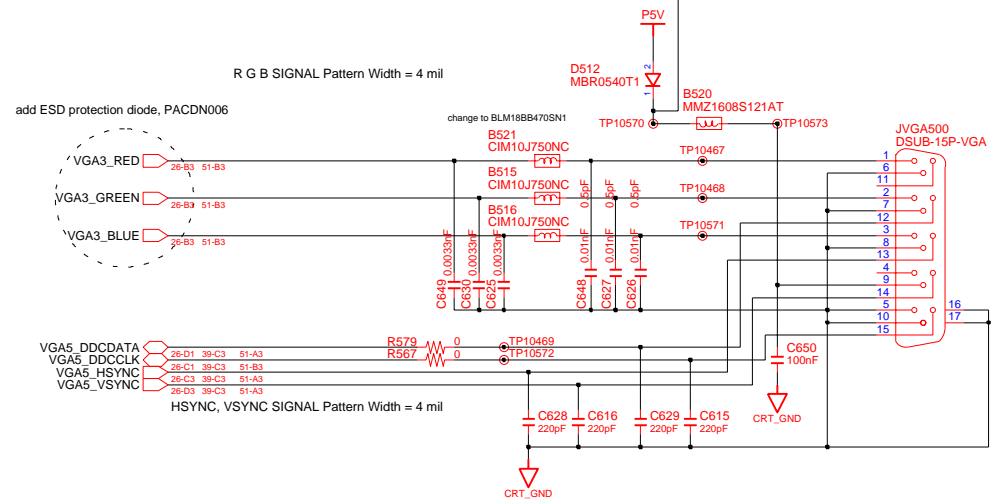 P5V
R G B SIGNAL Pattern Width = 4 mil
D512
MBR0540T1
2
1
B520
MMZ1608S121AT
add ESD protection diode, PACDN006
change to BLM18BB470SN1
TP10570
TP10573
JVGA500
DSUB-15P-VGA
B521
CIM10J750NC
VGA3_RED
26-B3 51-B3
TP10467
1
6
11
B515
CIM10J750NC
VGA3_GREEN
26-B3 51-B3
TP10468
2
7
12
B516
CIM10J750NC
VGA3_BLUE
26-B3 51-B3
TP10571
3
8
13
4
9
14
5
10
15
16
17
C649 0.0033nF
C630 0.0033nF
C625 0.0033nF
C648 0.01nF 0.5pF
C627 0.01nF 0.5pF
C626 0.01nF 0.5pF
VGA5_DDCDATA
26-D1 39-C3 51-A3
R579 0
TP10469
VGA5_DDCCLK
26-C1 39-C3 51-B3
R567 0
TP10572
VGA5_HSYNC
26-C3 39-C3 51-A3
VGA5_VSYNC
26-D3 39-C3 51-A3
C650
100nF
CRT_GND
HSYNC, VSYNC SIGNAL Pattern Width = 4 mil
C628
220pF
C616
220pF
C629
220pF
C615
220pF
CRT_GND